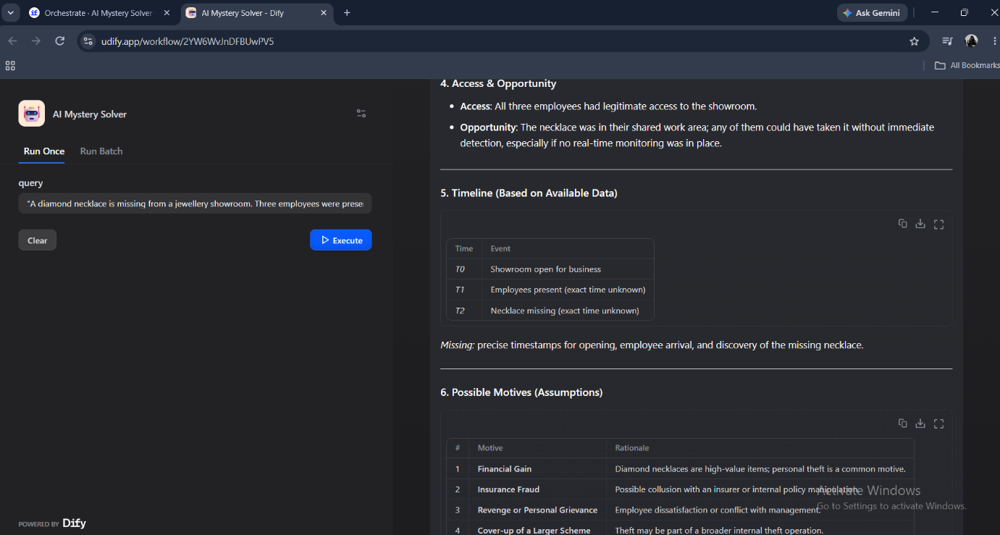 Orchestrate · AI Mystery Solver
AI Mystery Solver - Dify
Ask Gemini
udify.app/workflow/2YW6WvJnDFBUwPV5
All Bookmarks
AI Mystery Solver
Run Once
Run Batch
query
"A diamond necklace is missing from a jewellery showroom. Three employees were prese
Clear
Execute
POWERED BY Dify
4. Access & Opportunity
• Access: All three employees had legitimate access to the showroom.
• Opportunity: The necklace was in their shared work area; any of them could have taken it without immediate
detection, especially if no real-time monitoring was in place.
5. Timeline (Based on Available Data)
Time Event
T0 Showroom open for business
T1 Employees present (exact time unknown)
T2 Necklace missing (exact time unknown)
Missing: precise timestamps for opening, employee arrival, and discovery of the missing necklace.
6. Possible Motives (Assumptions)
# Motive Rationale
1 Financial Gain Diamond necklaces are high-value items; personal theft is a common motive.
2 Insurance Fraud Possible collusion with an insurer or internal policy manipulation.
3 Revenge or Personal Grievance Employee dissatisfaction or conflict with management.
4 Cover-up of a Larger Scheme Theft may be part of a broader internal theft operation.
Activate Windows
Go to Settings to activate Windows.